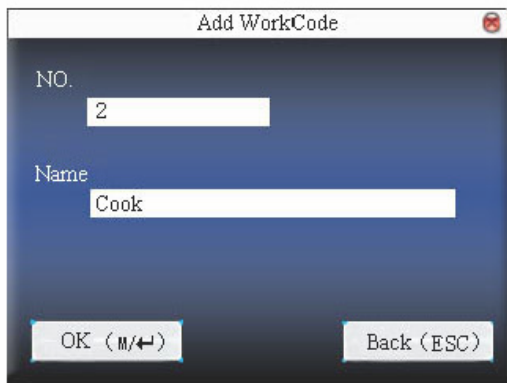 Add WorkCode
NO.
2
Name
Cook
OK (M/↵)
Back (ESC)